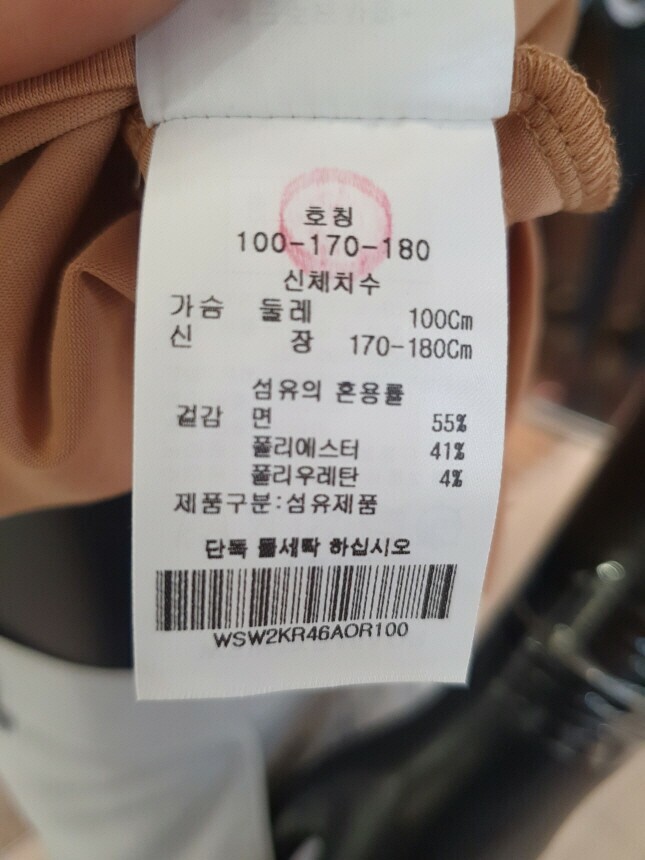 호칭
100-170-180
신체치수
가슴 둘레 100Cm
신 장 170-180Cm
섬유의 혼용률
겉감 면 55%
폴리에스터 41%
폴리우레탄 4%
제품구분:섬유제품
단독 물세탁 하십시오
WSW2KR46AOR100